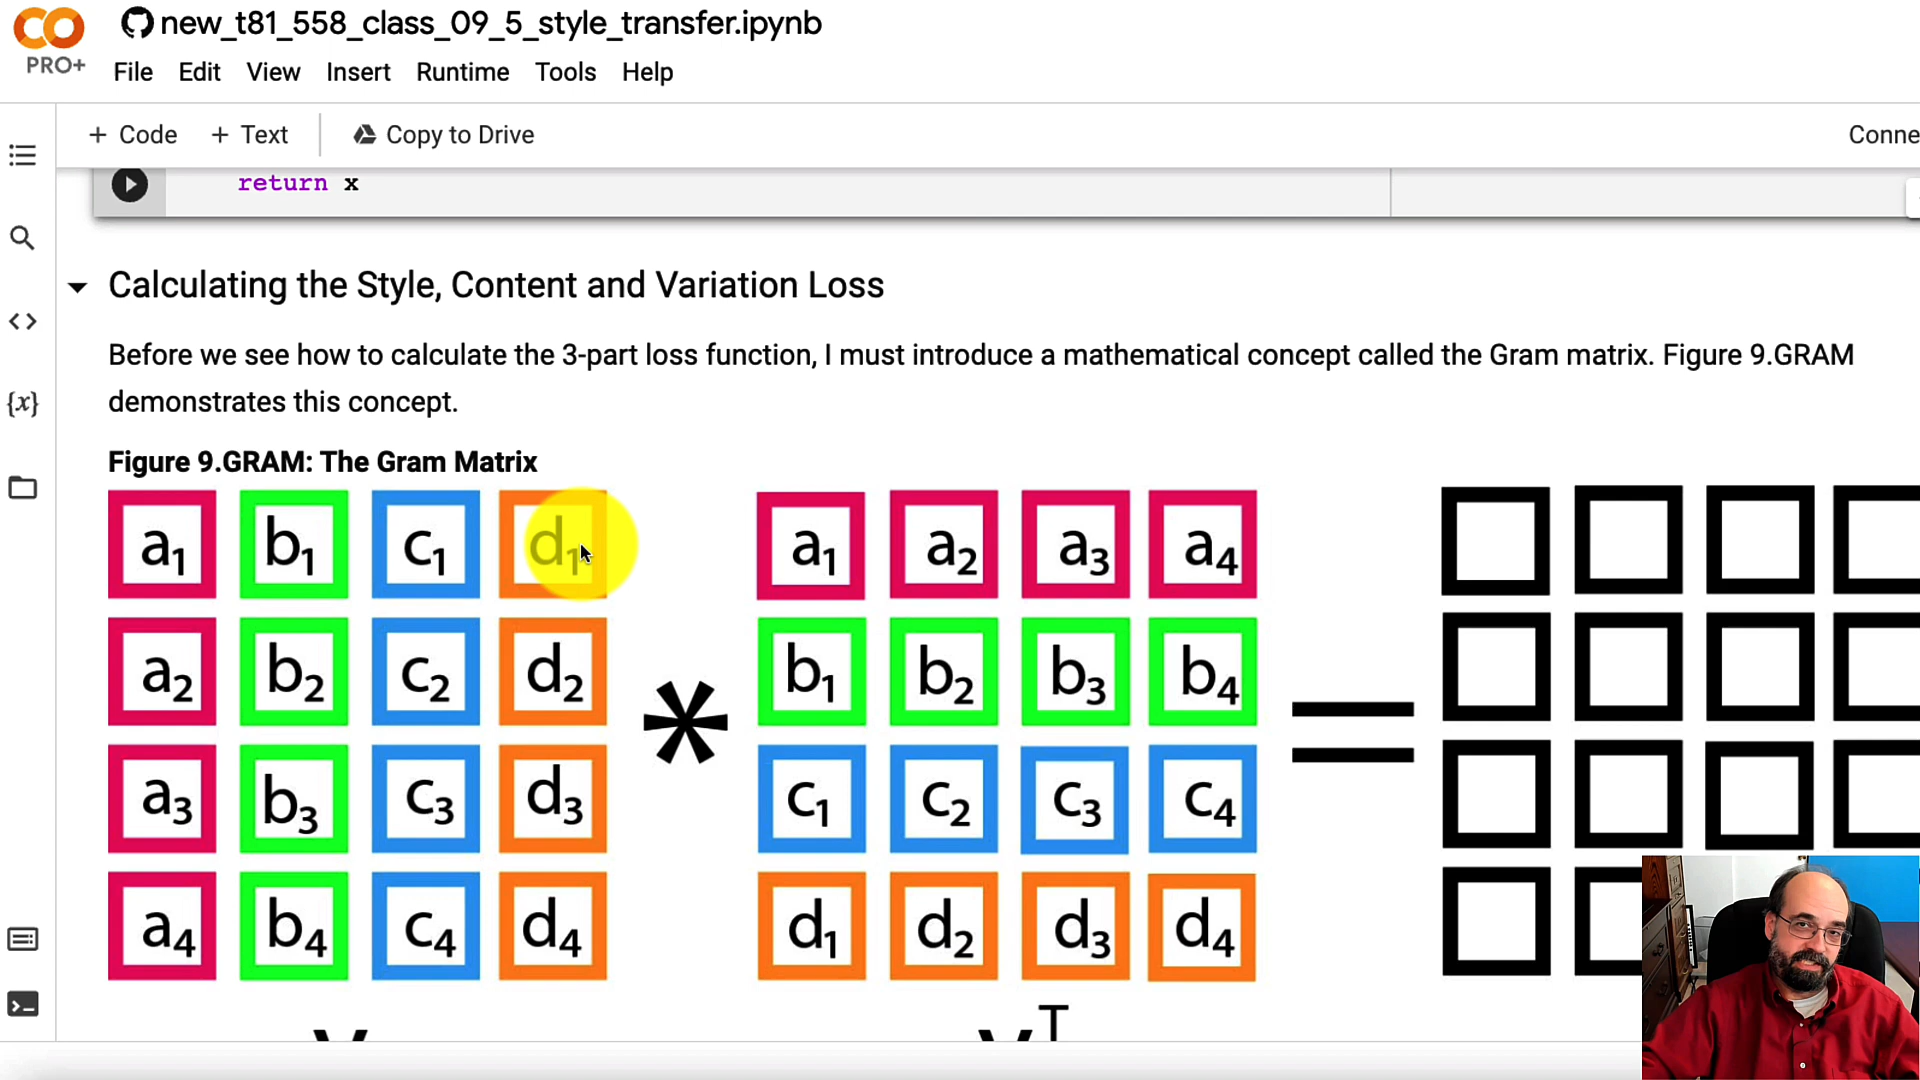 CO
PRO+
new_t81_558_class_09_5_style_transfer.ipynb
File Edit View Insert Runtime Tools Help
+ Code + Text Copy to Drive Conne
return x
Calculating the Style, Content and Variation Loss
Before we see how to calculate the 3-part loss function, I must introduce a mathematical concept called the Gram matrix. Figure 9.GRAM
demonstrates this concept.
Figure 9.GRAM: The Gram Matrix
a₁ b₁ c₁ d₁ a₁ a₂ a₃ a₄
a₂ b₂ c₂ d₂ b₁ b₂ b₃ b₄
* =
a₃ b₃ c₃ d₃ c₁ c₂ c₃ c₄
a₄ b₄ c₄ d₄ d₁ d₂ d₃ d₄
T
{x}